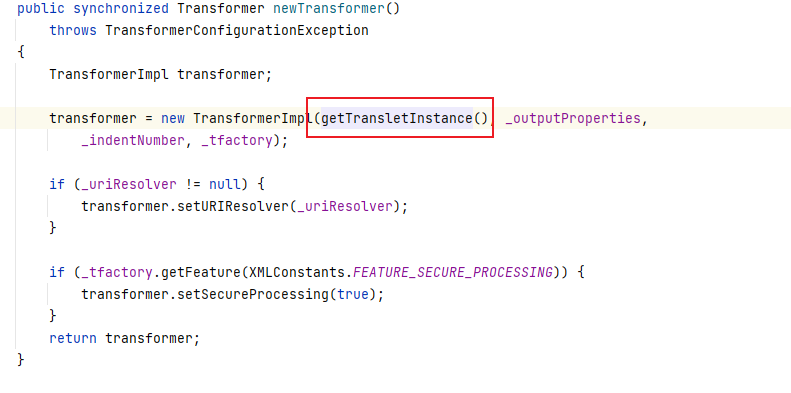 public synchronized Transformer newTransformer()
    throws TransformerConfigurationException
{
    TransformerImpl transformer;
    transformer = new TransformerImpl(getTransletInstance(), _outputProperties,
        _indentNumber, _tfactory);
    if (_uriResolver != null) {
        transformer.setURIResolver(_uriResolver);
    }
    if (_tfactory.getFeature(XMLConstants.FEATURE_SECURE_PROCESSING)) {
        transformer.setSecureProcessing(true);
    }
    return transformer;
}